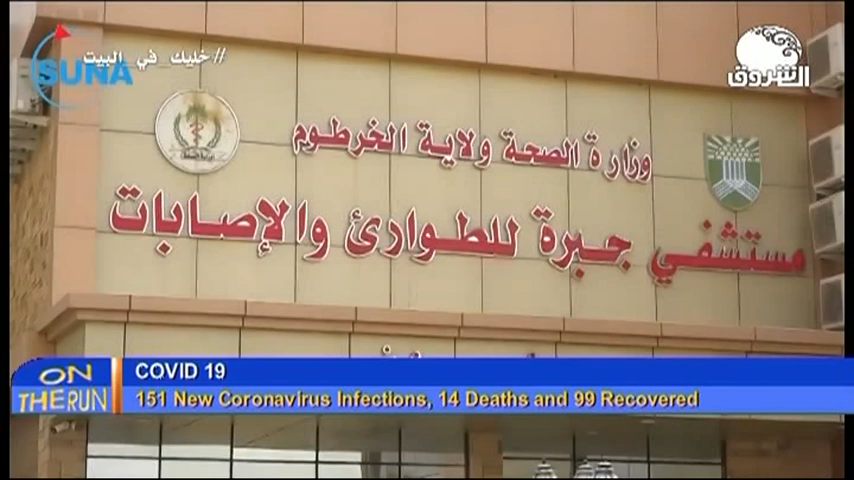 #خليك في البيت
SUNA
الشروق
وزارة الصحة ولاية الخرطوم
مستشفي جبرة للطوارئ والإصابات
ON THE RUN
COVID 19
151 New Coronavirus Infections, 14 Deaths and 99 Recovered